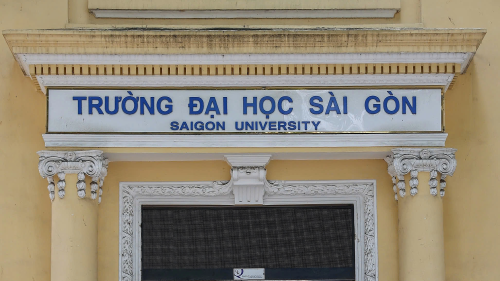 TRƯỜNG ĐẠI HỌC SÀI GÒN
SAIGON UNIVERSITY